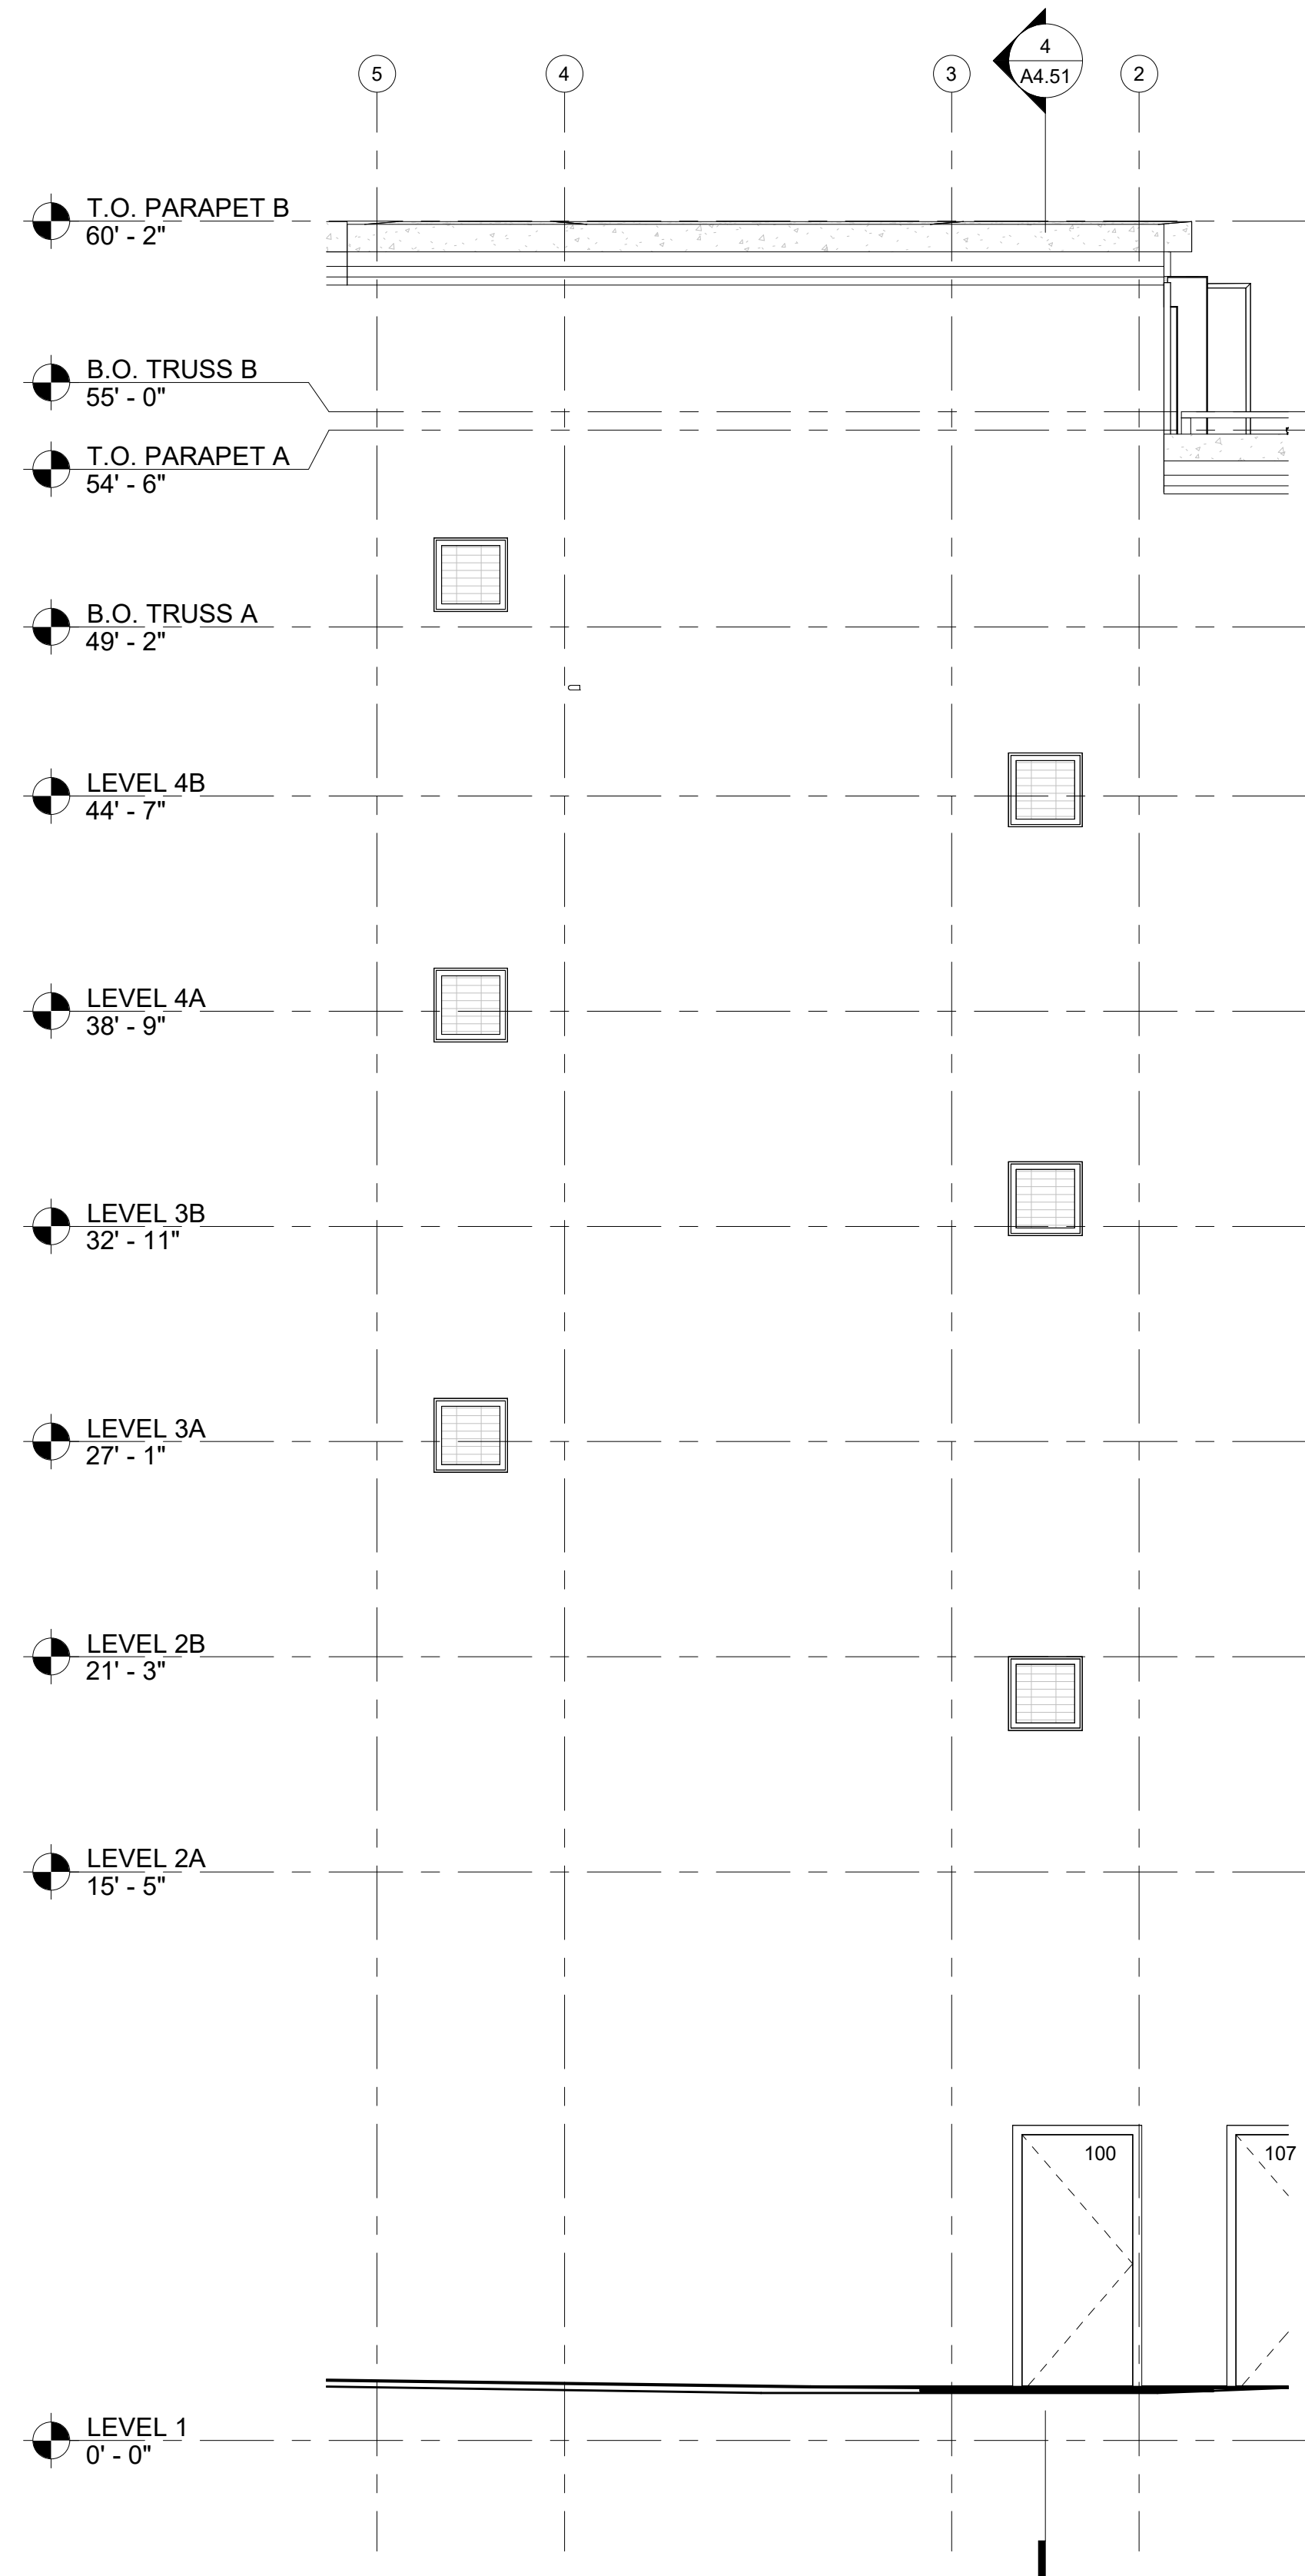 4
A4.51
5
4
3
2
T.O. PARAPET B
60' - 2"
B.O. TRUSS B
55' - 0"
T.O. PARAPET A
54' - 6"
B.O. TRUSS A
49' - 2"
LEVEL 4B
44' - 7"
LEVEL 4A
38' - 9"
LEVEL 3B
32' - 11"
LEVEL 3A
27' - 1"
LEVEL 2B
21' - 3"
LEVEL 2A
15' - 5"
100
107
LEVEL 1
0' - 0"